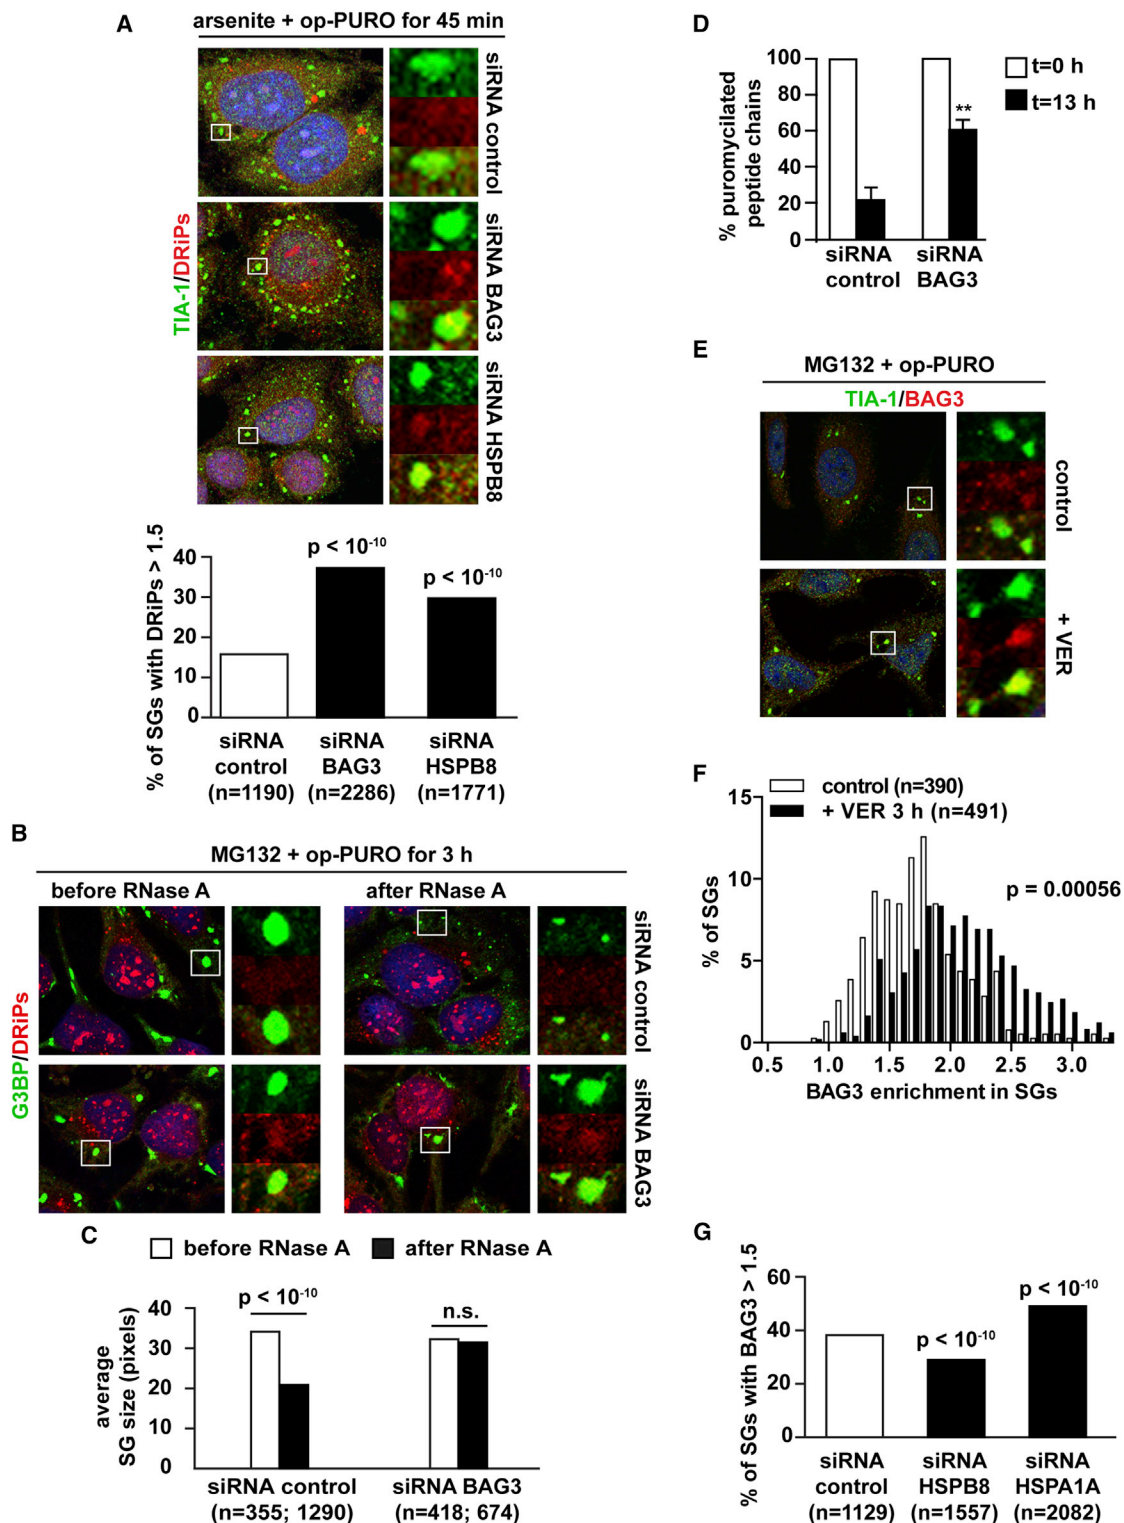 A
arsenite + op-PURO for 45 min
TIA-1/DRiPs
siRNA control
siRNA BAG3
siRNA HSPB8
% of SGs with DRiPs > 1.5
40
30
20
10
0
p < 10-10
p < 10-10
siRNA control (n=1190)
siRNA BAG3 (n=2286)
siRNA HSPB8 (n=1771)
B
MG132 + op-PURO for 3 h
before RNase A
after RNase A
G3BP/DRiPs
siRNA control
siRNA BAG3
C
before RNase A
after RNase A
average
SG size (pixels)
40
30
20
10
0
p < 10-10
n.s.
siRNA control
(n=355; 1290)
siRNA BAG3
(n=418; 674)
D
% puromycilated
peptide chains
100
80
60
40
20
0
**
t=0 h
t=13 h
siRNA control
siRNA BAG3
E
MG132 + op-PURO
TIA-1/BAG3
control
+ VER
F
control (n=390)
+ VER 3 h (n=491)
p = 0.00056
% of SGs
15
10
5
0
0.5 1.0 1.5 2.0 2.5 3.0
BAG3 enrichment in SGs
G
% of SGs with BAG3 > 1.5
60
40
20
0
p < 10-10
p < 10-10
siRNA control (n=1129)
siRNA HSPB8 (n=1557)
siRNA HSPA1A (n=2082)